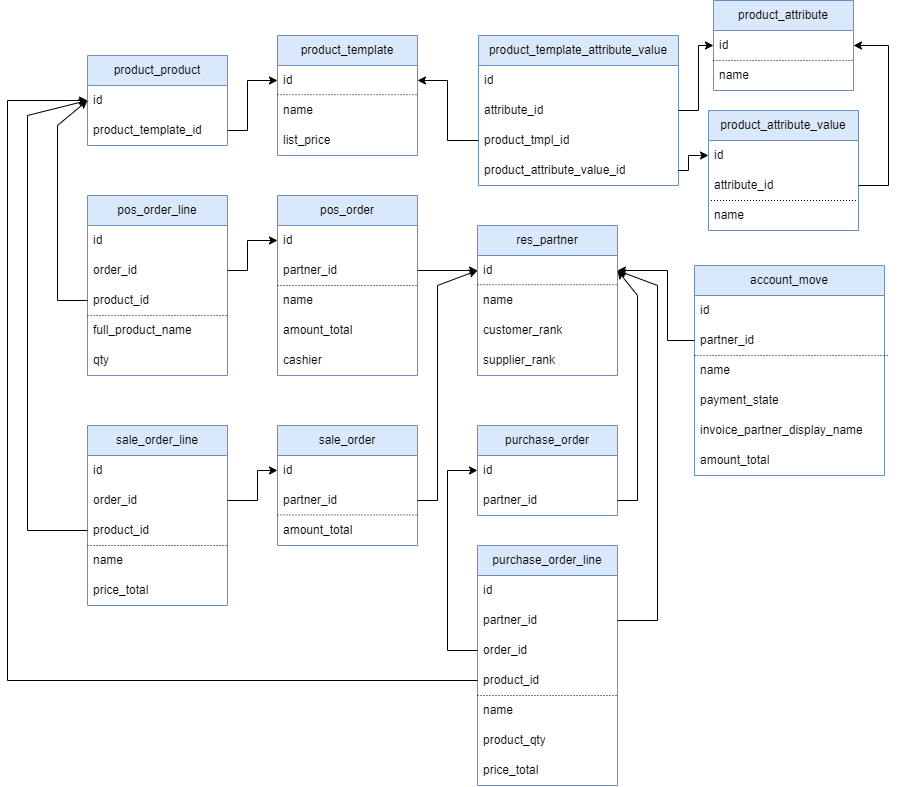 product_attribute
id
name
product_template
id
name
list_price
product_template_attribute_value
id
attribute_id
product_tmpl_id
product_attribute_value_id
product_product
id
product_template_id
product_attribute_value
id
attribute_id
name
pos_order_line
id
order_id
product_id
full_product_name
qty
pos_order
id
partner_id
name
amount_total
cashier
res_partner
id
name
customer_rank
supplier_rank
account_move
id
partner_id
name
payment_state
invoice_partner_display_name
amount_total
sale_order_line
id
order_id
product_id
name
price_total
sale_order
id
partner_id
amount_total
purchase_order
id
partner_id
purchase_order_line
id
partner_id
order_id
product_id
name
product_qty
price_total